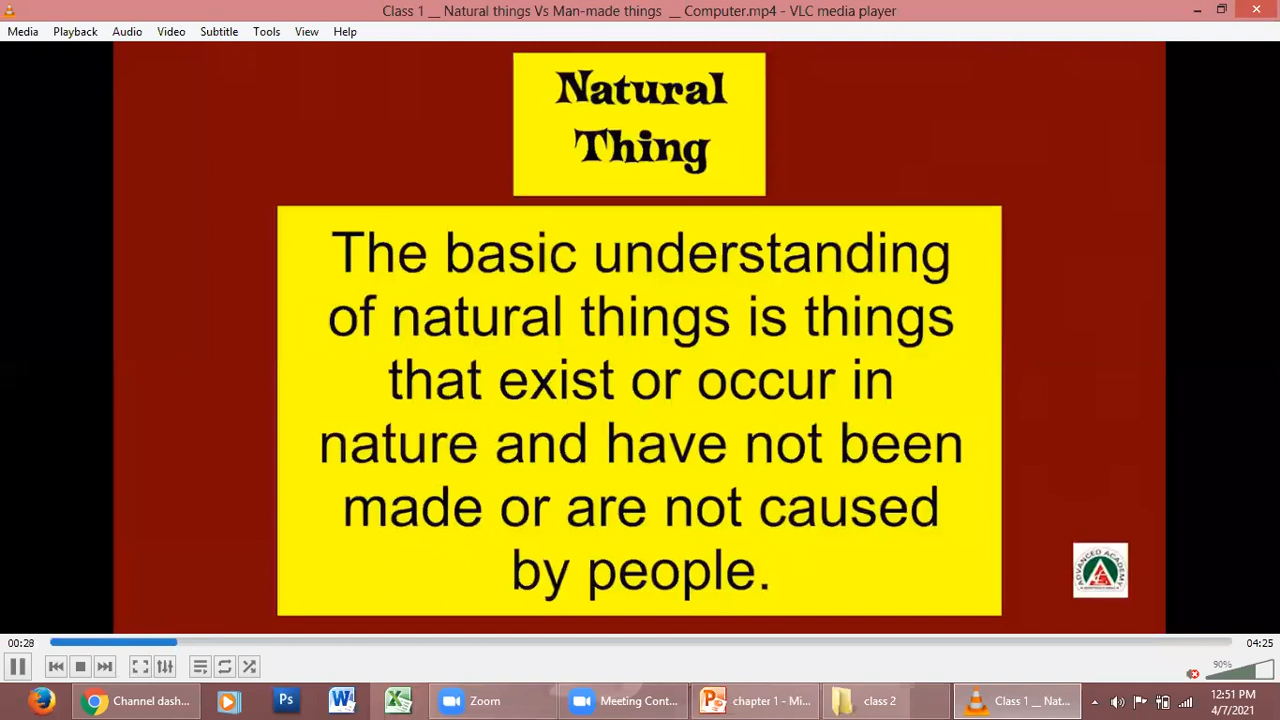 Class 1 __ Natural things Vs Man-made things __ Computer.mp4 - VLC media player
Media Playback Audio Video Subtitle Tools View Help
Natural
Thing
The basic understanding
of natural things is things
that exist or occur in
nature and have not been
made or are not caused
by people.
ADVANCED ACADEMY
00:28
04:25
90%
Channel dash...
Ps
Zoom
Meeting Cont...
chapter 1 - Mi...
class 2
Class 1 __ Nat...
12:51 PM
4/7/2021